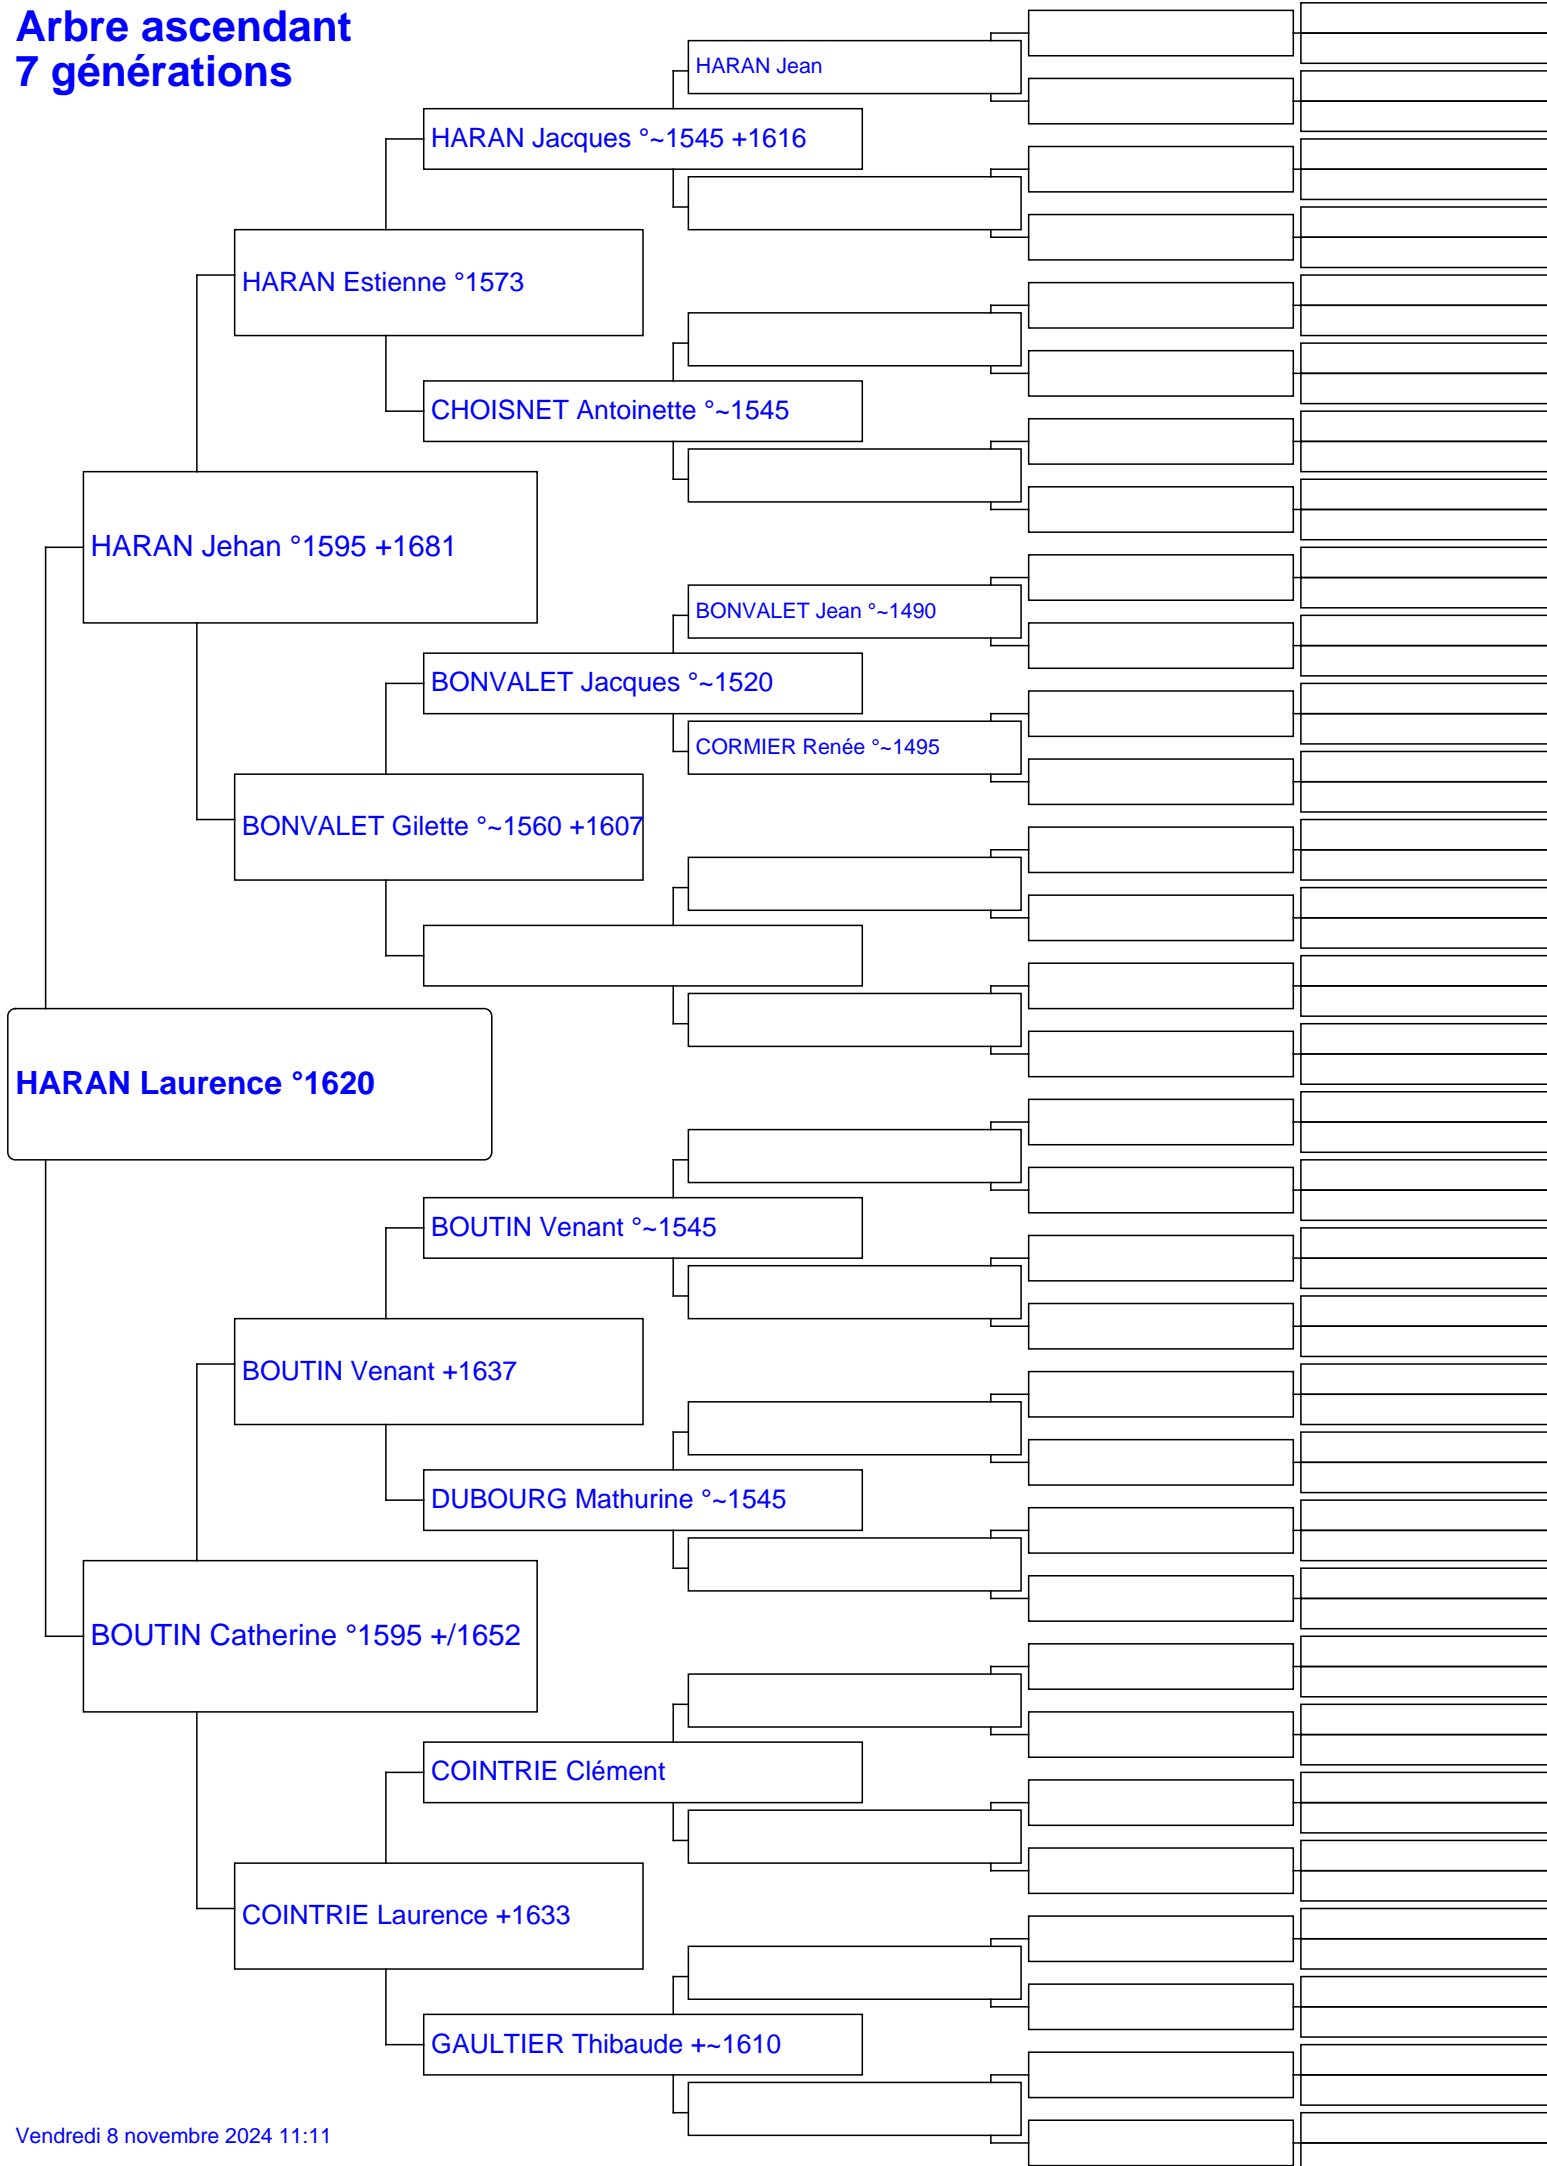 Arbre ascendant
7 générations
HARAN Jean
HARAN Jacques °~1545 +1616
HARAN Estienne °1573
CHOISNET Antoinette °~1545
HARAN Jehan °1595 +1681
BONVALET Jean °~1490
BONVALET Jacques °~1520
CORMIER Renée °~1495
BONVALET Gilette °~1560 +1607
HARAN Laurence °1620
BOUTIN Venant °~1545
BOUTIN Venant +1637
DUBOURG Mathurine °~1545
BOUTIN Catherine °1595 +/1652
COINTRIE Clément
COINTRIE Laurence +1633
GAULTIER Thibaude +~1610
Vendredi 8 novembre 2024 11:11